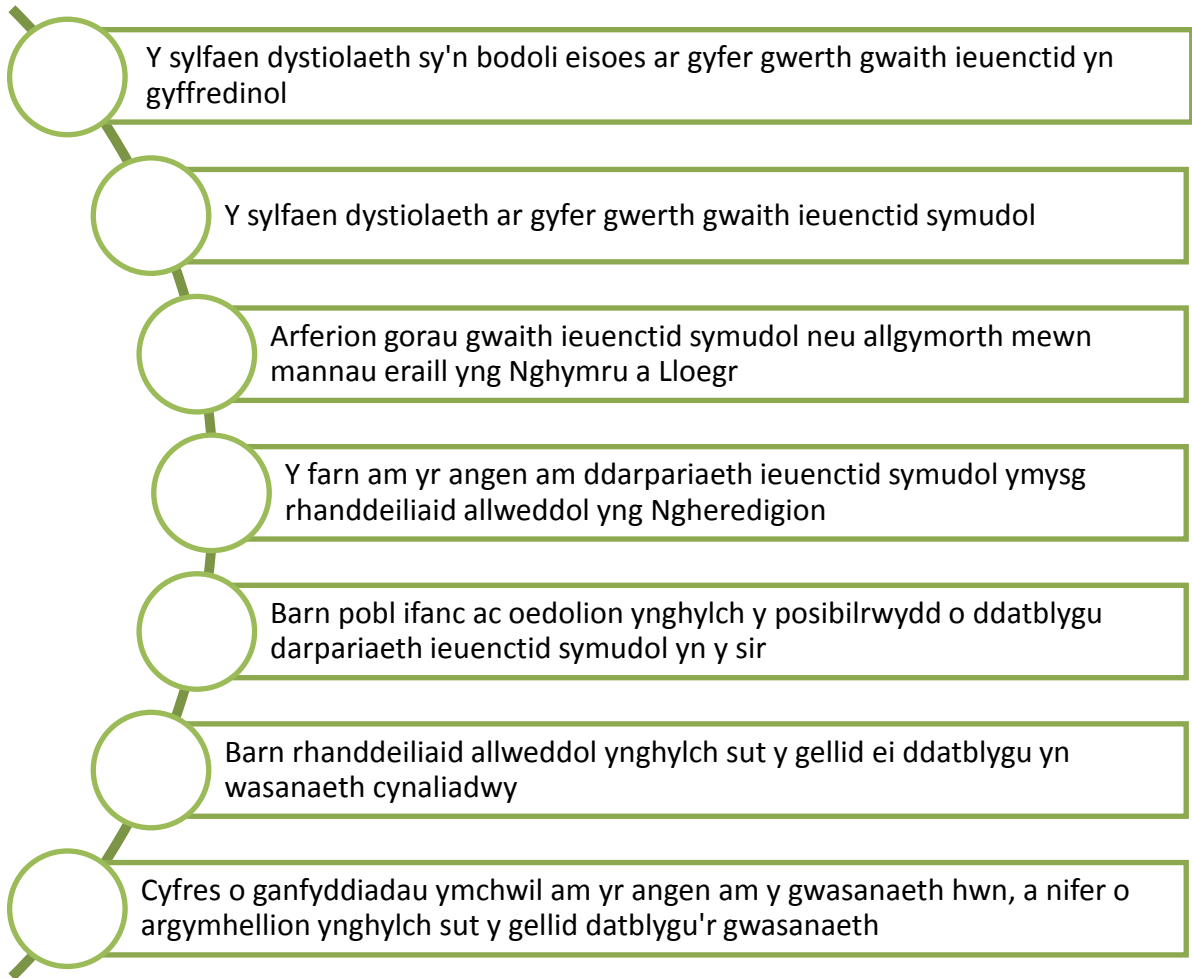 Y sylfaen dystiolaeth sy'n bodoli eisoes ar gyfer gwerth gwaith ieuenctid yn
gyffredinol
Y sylfaen dystiolaeth ar gyfer gwerth gwaith ieuenctid symudol
Arferion gorau gwaith ieuenctid symudol neu allgymorth mewn
mannau eraill yng Nghymru a Lloegr
Y farn am yr angen am ddarpariaeth ieuenctid symudol ymysg
rhanddeiliaid allweddol yng Ngheredigion
Barn pobl ifanc ac oedolion ynghylch y posibilrwydd o ddatblygu
darpariaeth ieuenctid symudol yn y sir
Barn rhanddeiliaid allweddol ynghylch sut y gellid ei ddatblygu yn
wasanaeth cynaliadwy
Cyfres o ganfyddiadau ymchwil am yr angen am y gwasanaeth hwn, a nifer o
argymhellion ynghylch sut y gellid datblygu'r gwasanaeth